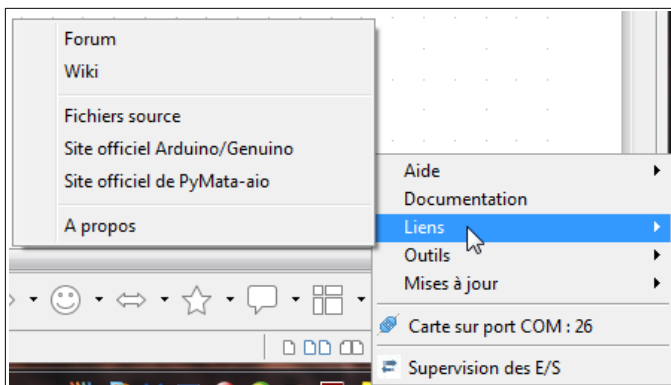 Forum
Wiki
Fichiers source
Site officiel Arduino/Genuino
Site officiel de PyMata-aio
A propos
Aide
Documentation
Liens
Outils
Mises à jour
Carte sur port COM : 26
Supervision des E/S